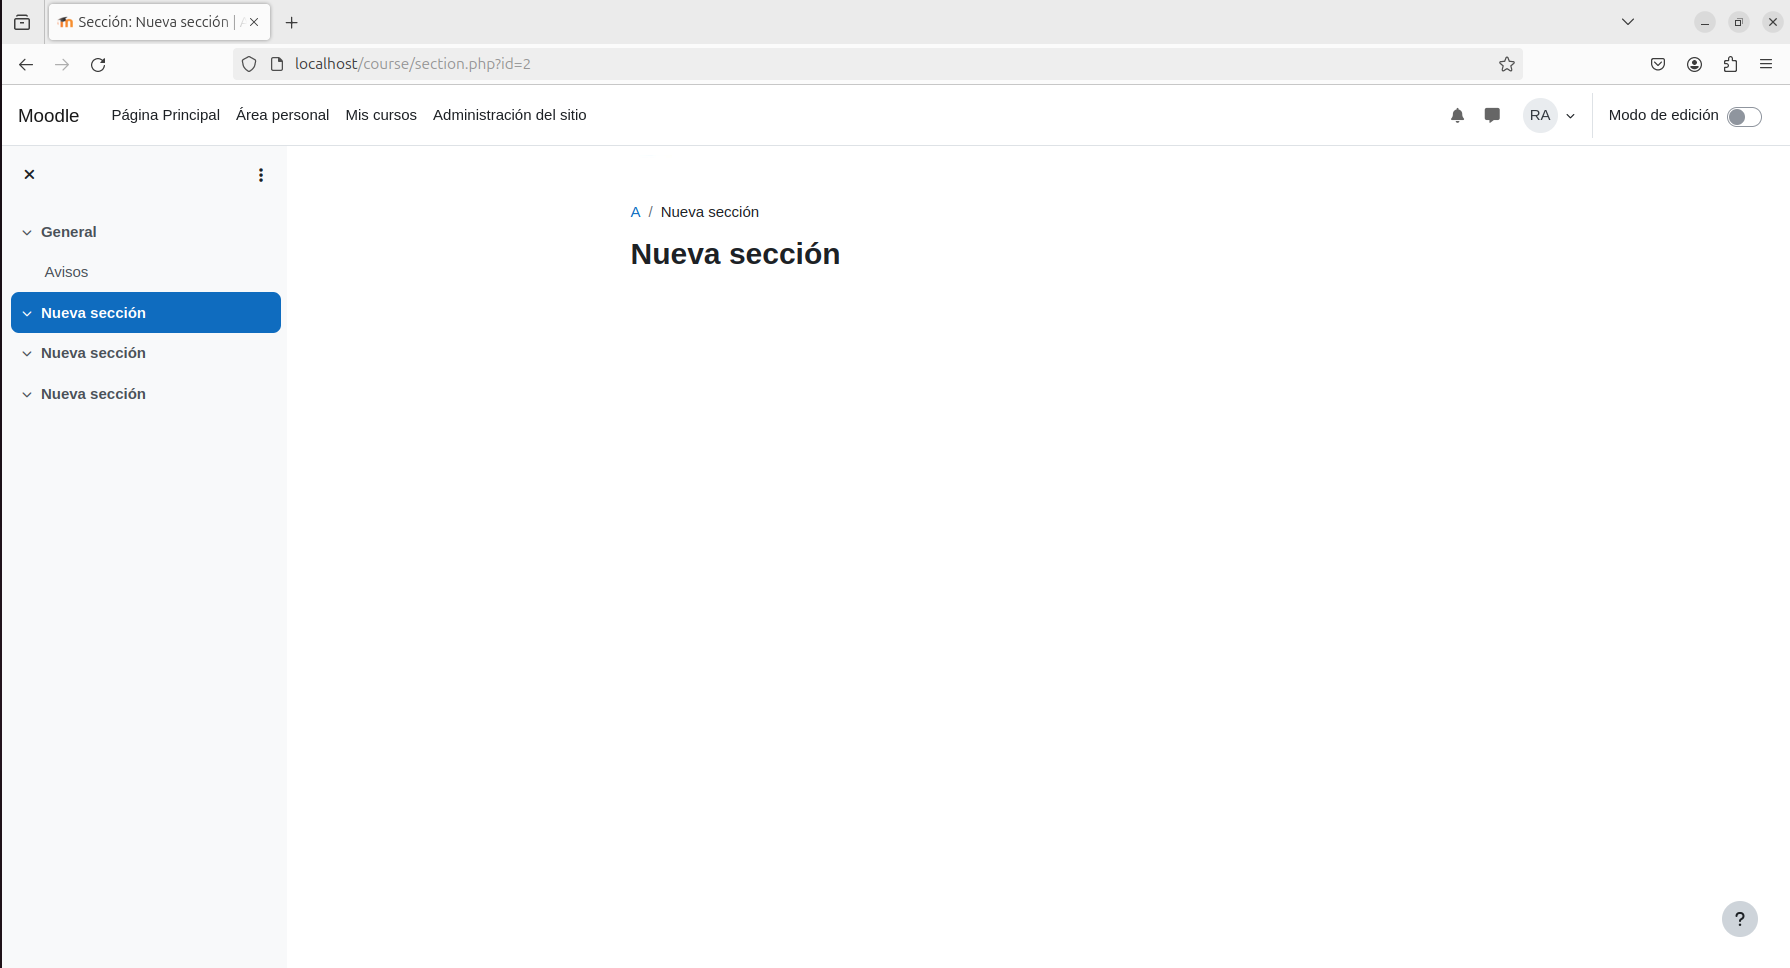 Sección: Nueva sección |
localhost/course/section.php?id=2
Moodle Página Principal Área personal Mis cursos Administración del sitio RA Modo de edición
General
Avisos
Nueva sección
Nueva sección
Nueva sección
A / Nueva sección
Nueva sección
?